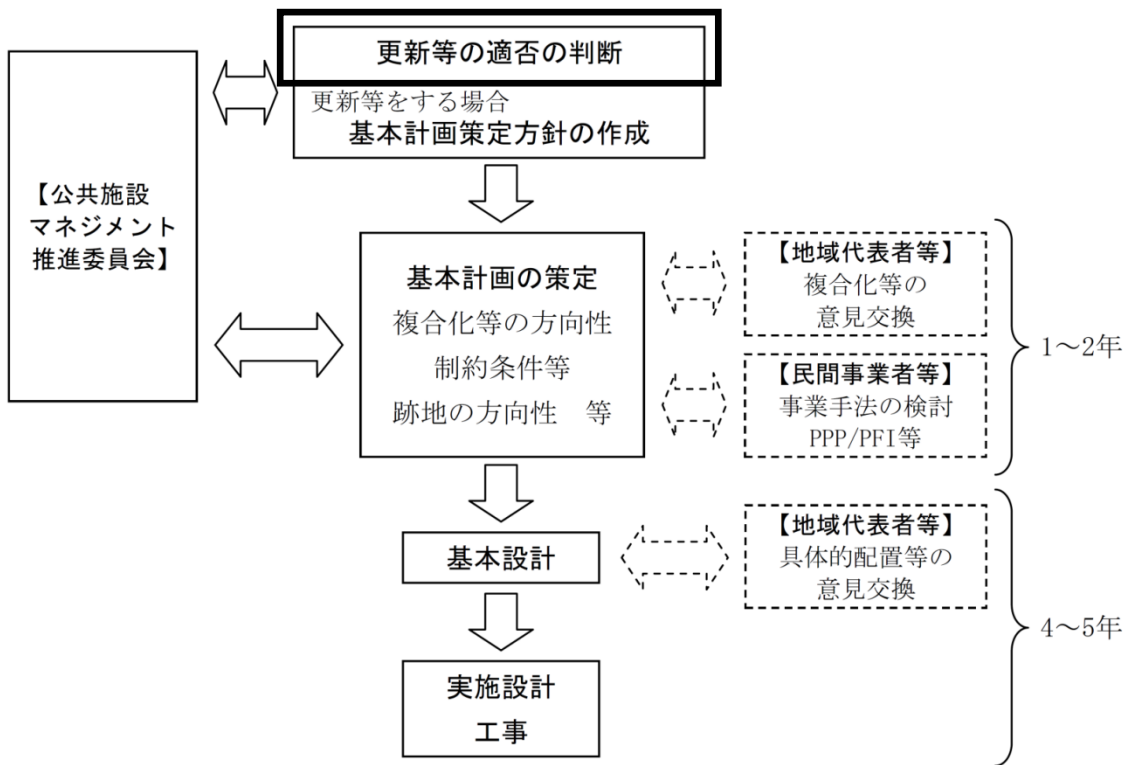 更新等の適否の判断
更新等をする場合
基本計画策定方針の作成
【公共施設
マネジメント
推進委員会】
基本計画の策定
複合化等の方向性
制約条件等
跡地の方向性　等
【地域代表者等】
複合化等の
意見交換
【民間事業者等】
事業手法の検討
PPP/PFI等
1～2年
基本設計
【地域代表者等】
具体的配置等の
意見交換
4～5年
実施設計
工事